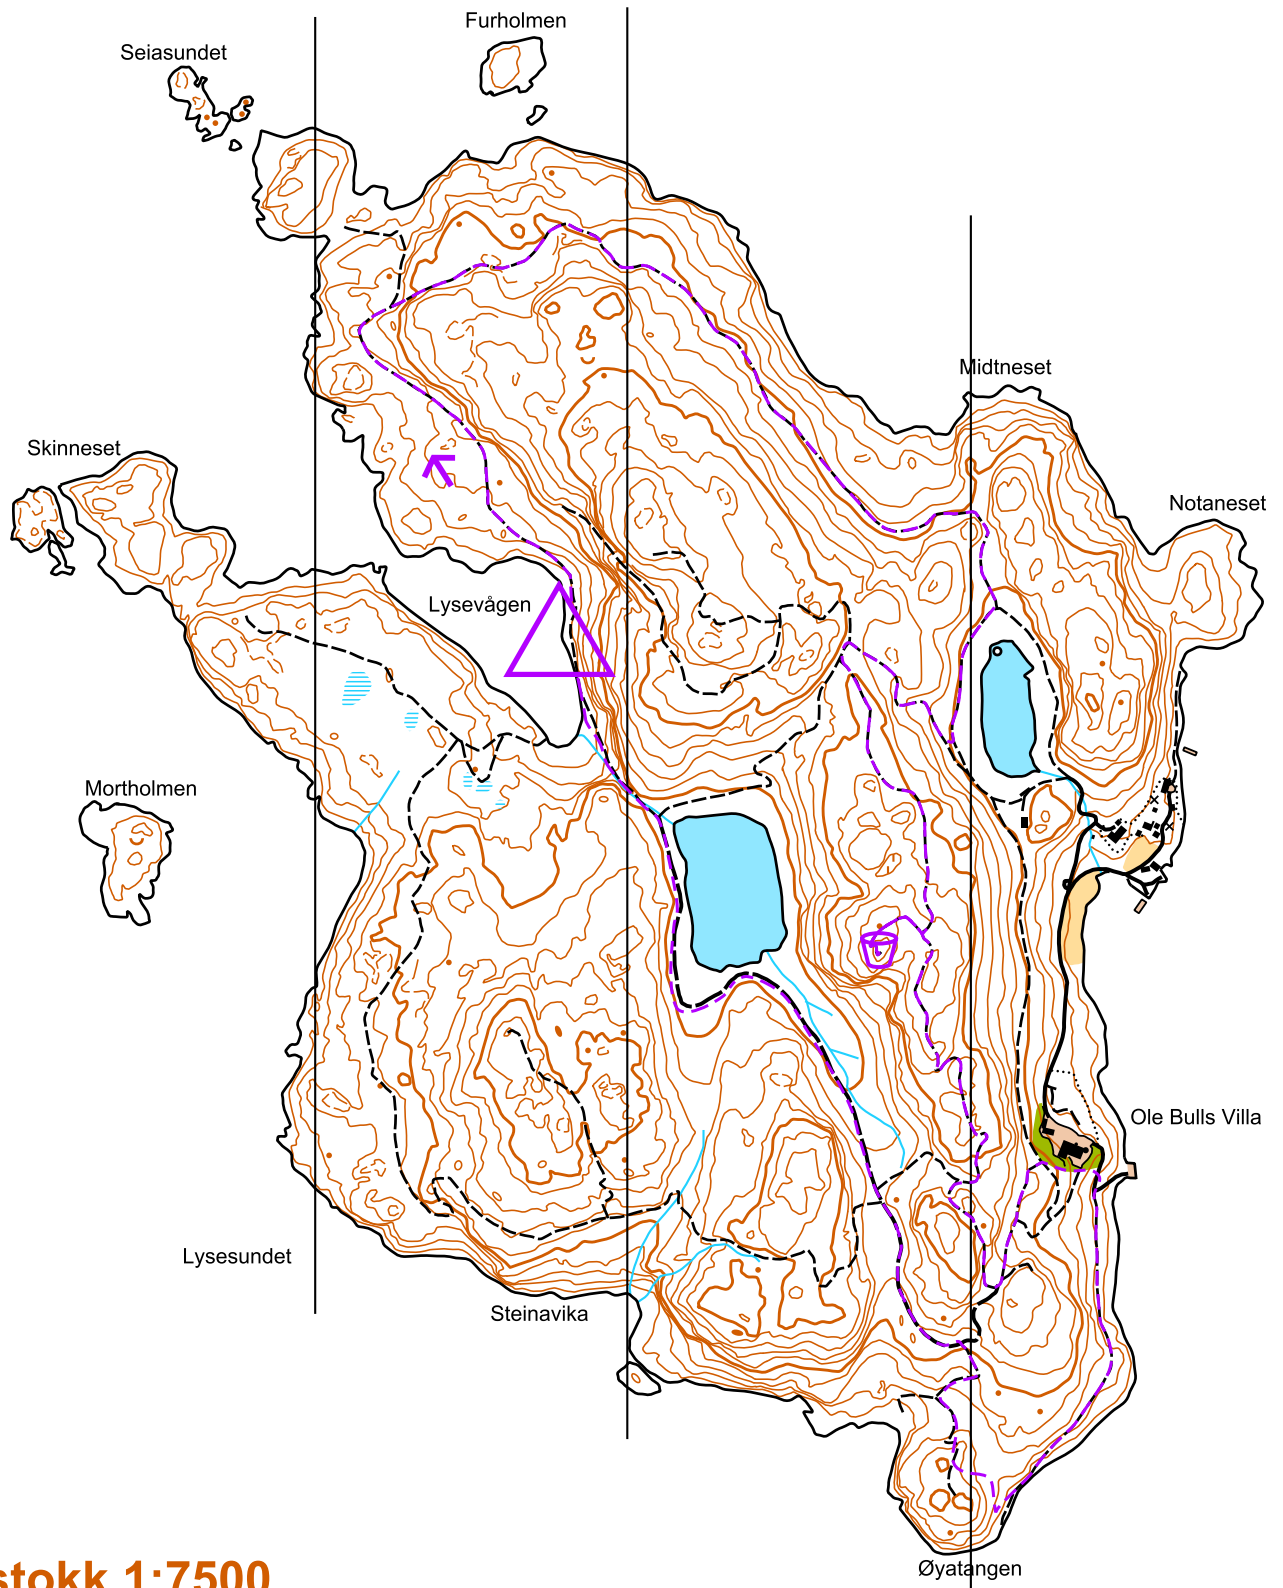 Furholmen
Seiasundet
Midtneset
Skinneset
Notaneset
Lysevågen
Mortholmen
Ole Bulls Villa
Lysesundet
Steinavika
Øyatangen
stokk 1:7500